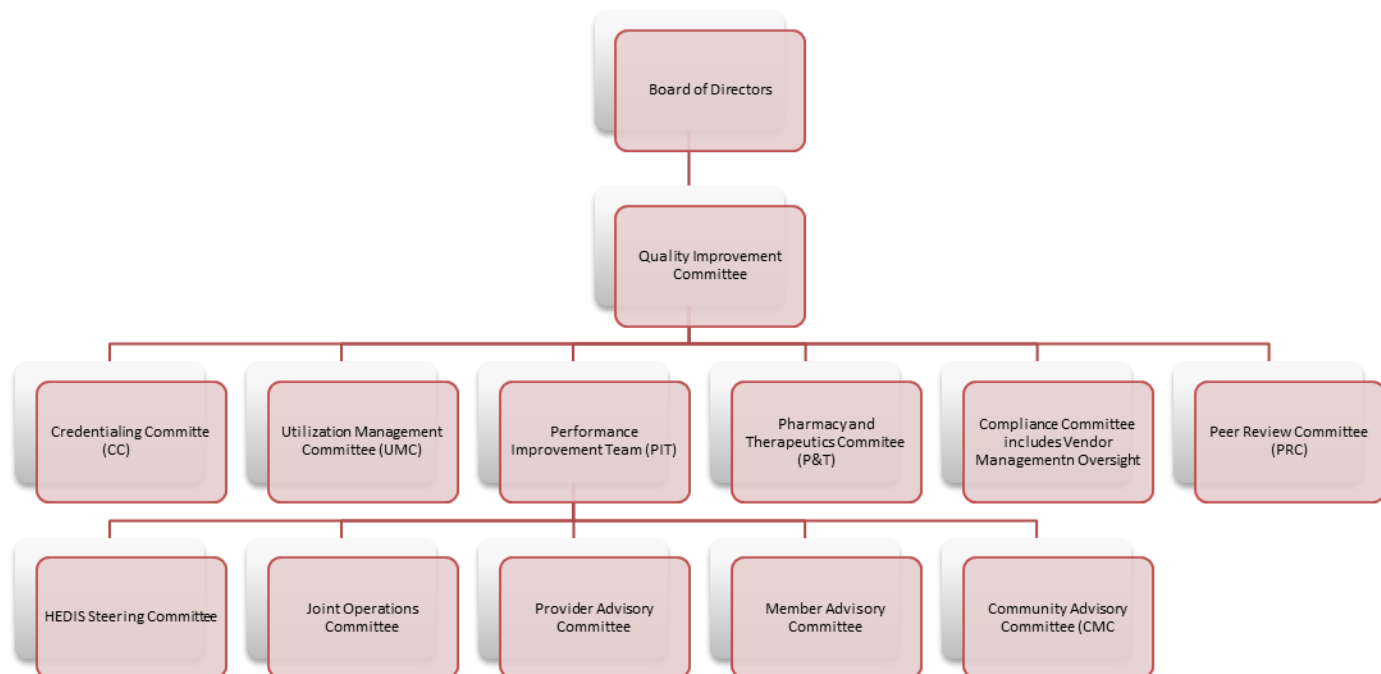 Board of Directors
Quality Improvement
Committee
Credentialing Committe
(CC)
Utilization Management
Committee (UMC)
Performance
Improvement Team (PIT)
Pharmacy and
Therapeutics Commitee
(P&T)
Compliance Committee
includes Vendor
Managementn Oversight
Peer Review Committee
(PRC)
HEDIS Steering Committee
Joint Operations
Committee
Provider Advisory
Committee
Member Advisory
Committee
Community Advisory
Committee (CMC